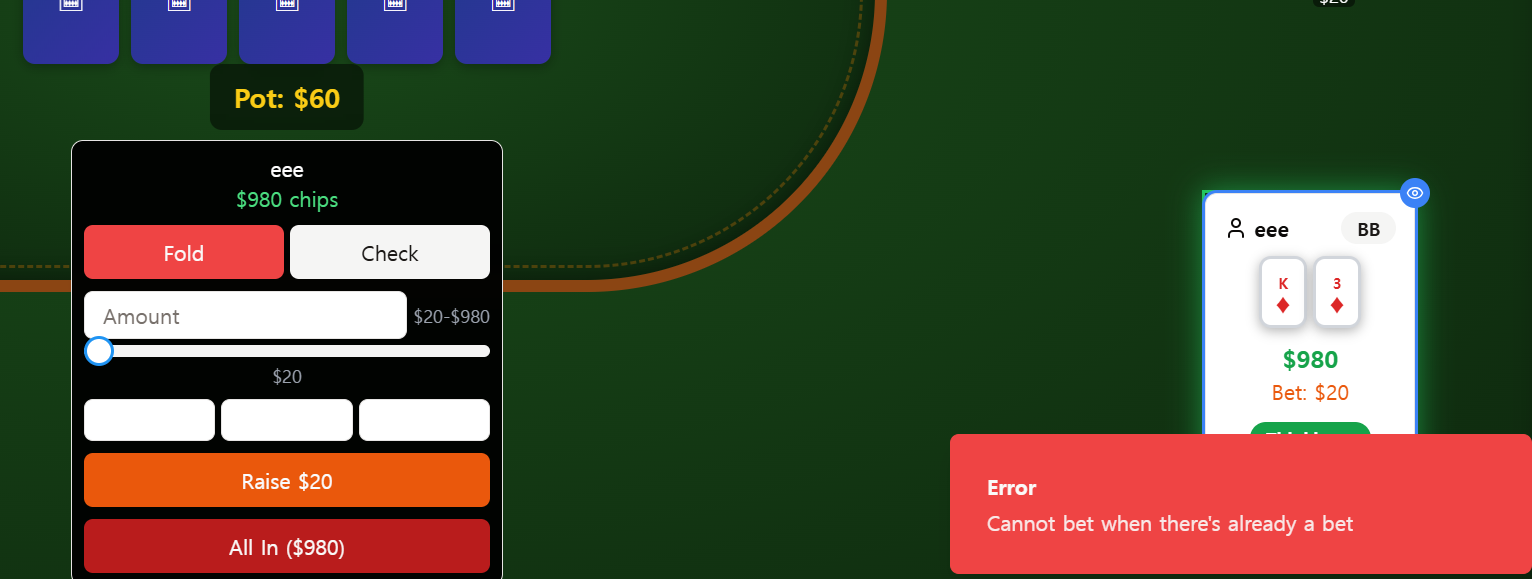 $20
Pot: $60
eee
$980 chips
Fold
Check
Amount
$20-$980
$20
Raise $20
All In ($980)
eee
BB
K
3
$980
Bet: $20
Error
Cannot bet when there's already a bet